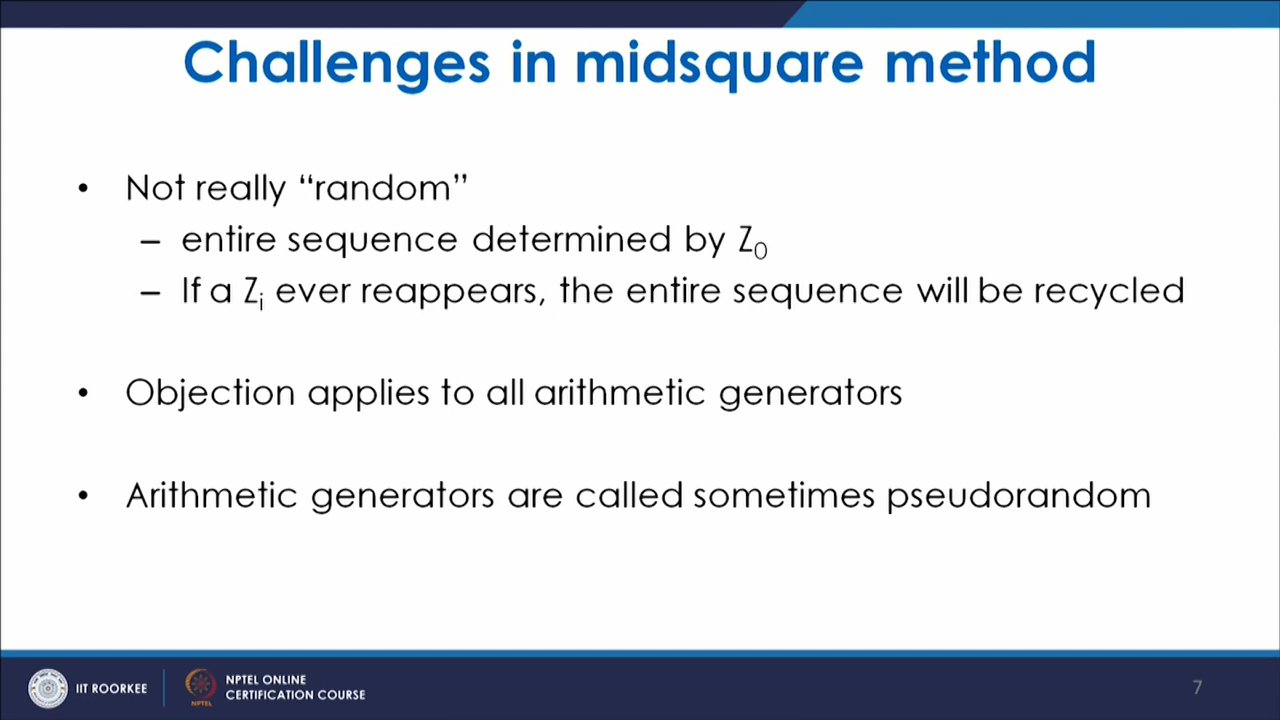 Challenges in midsquare method
• Not really “random”
– entire sequence determined by Z₀
– If a Zᵢ ever reappears, the entire sequence will be recycled
• Objection applies to all arithmetic generators
• Arithmetic generators are called sometimes pseudorandom
IIT ROORKEE
NPTEL
NPTEL ONLINE
CERTIFICATION COURSE
7